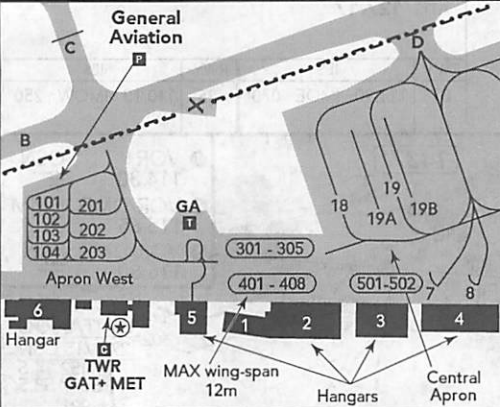 General
Aviation
P
C
D
X
B
101
201
102
202
103
104
203
Apron West
GA
T
301 - 305
401 - 408
501-502
18
19
19A
19B
7
8
6
5
1
2
3
4
Hangar
C
TWR
GAT+ MET
MAX wing-span
12m
Hangars
Central
Apron